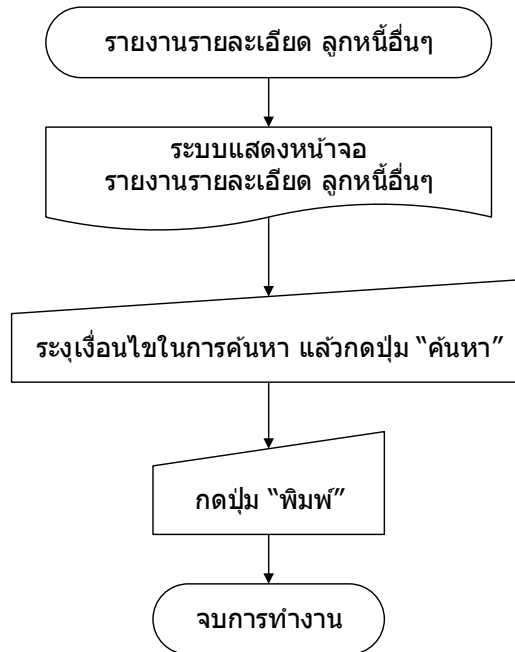 รายงานรายละเอียด ลูกหนี้อื่นๆ
ระบบแสดงหน้าจอ
รายงานรายละเอียด ลูกหนี้อื่นๆ
ระงุเงื่อนไขในการค้นหา แล้วกดปุ่ม “ค้นหา”
กดปุ่ม “พิมพ์”
จบการทำงาน